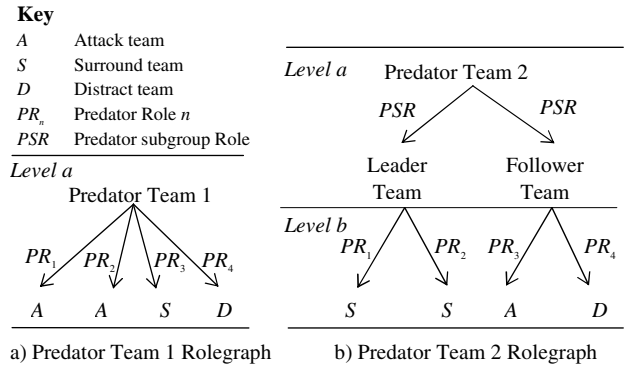 Key
A Attack team
S Surround team
D Distract team
PRn Predator Role n
PSR Predator subgroup Role
Level a
Predator Team 1
PR1 PR2 PR3 PR4
A A S D
a) Predator Team 1 Rolegraph
Level a
Predator Team 2
PSR PSR
Leader Team
Follower Team
Level b
PR1 PR2 PR3 PR4
S S A D
b) Predator Team 2 Rolegraph